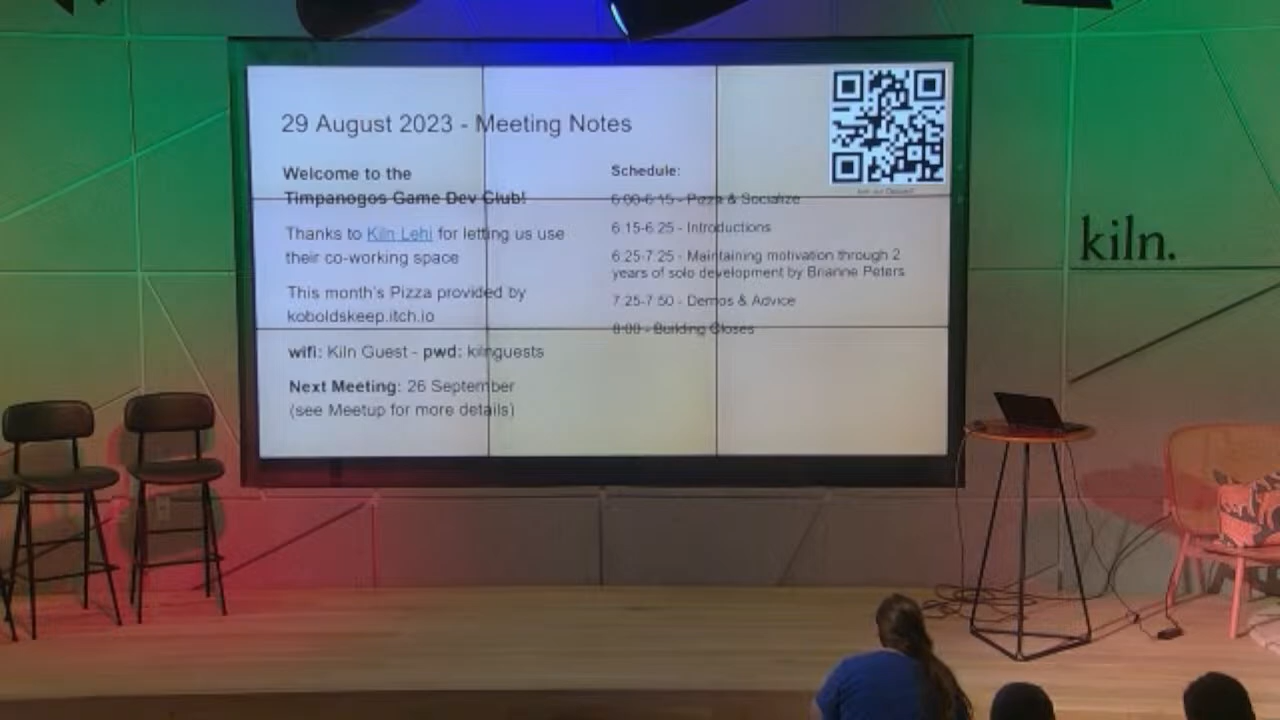 29 August 2023 - Meeting Notes
Welcome to the
Timpanogos Game Dev Club!
Thanks to Kiln Lehi for letting us use
their co-working space
This month's Pizza provided by
koboldskeep.itch.io
wifi: Kiln Guest - pwd: kilnguests
Next Meeting: 26 September
(see Meetup for more details)
Schedule:
6:00-6:15 - Pizza & Socialize
6:15-6:25 - Introductions
6:25-7:25 - Maintaining motivation through 2
years of solo development by Brianne Peters
7:25-7:50 - Demos & Advice
8:00 - Building Closes
Join our Discord!
kiln.